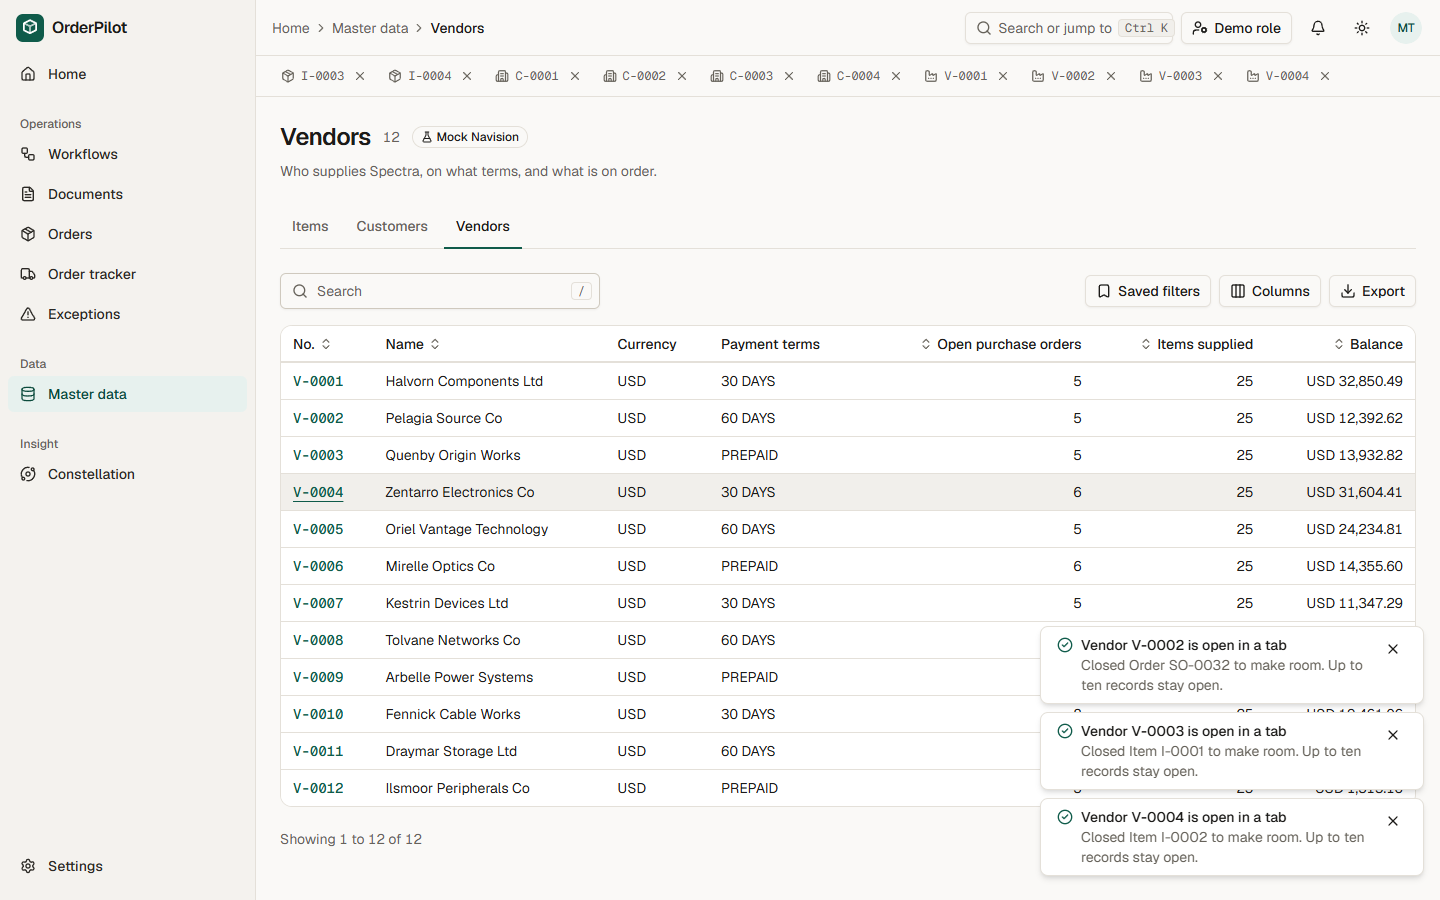 OrderPilot
Home
Operations
Workflows
Documents
Orders
Order tracker
Exceptions
Data
Master data
Insight
Constellation
Settings
Home > Master data > Vendors
Search or jump to Ctrl K
Demo role
MT
I-0003 I-0004 C-0001 C-0002 C-0003 C-0004 V-0001 V-0002 V-0003 V-0004
Vendors 12 Mock Navision
Who supplies Spectra, on what terms, and what is on order.
Items Customers Vendors
Search /
Saved filters Columns Export
No. Name Currency Payment terms Open purchase orders Items supplied Balance
V-0001 Halvorn Components Ltd USD 30 DAYS 5 25 USD 32,850.49
V-0002 Pelagia Source Co USD 60 DAYS 5 25 USD 12,392.62
V-0003 Quenby Origin Works USD PREPAID 5 25 USD 13,932.82
V-0004 Zentarro Electronics Co USD 30 DAYS 6 25 USD 31,604.41
V-0005 Oriel Vantage Technology USD 60 DAYS 5 25 USD 24,234.81
V-0006 Mirelle Optics Co USD PREPAID 6 25 USD 14,355.60
V-0007 Kestrin Devices Ltd USD 30 DAYS 5 25 USD 11,347.29
V-0008 Tolvane Networks Co USD 60 DAYS
V-0009 Arbelle Power Systems USD PREPAID
V-0010 Fennick Cable Works USD 30 DAYS
V-0011 Draymar Storage Ltd USD 60 DAYS
V-0012 Ilsmoor Peripherals Co USD PREPAID
Showing 1 to 12 of 12
Vendor V-0002 is open in a tab
Closed Order SO-0032 to make room. Up to
ten records stay open.
Vendor V-0003 is open in a tab
Closed Item I-0001 to make room. Up to ten
records stay open.
Vendor V-0004 is open in a tab
Closed Item I-0002 to make room. Up to ten
records stay open.